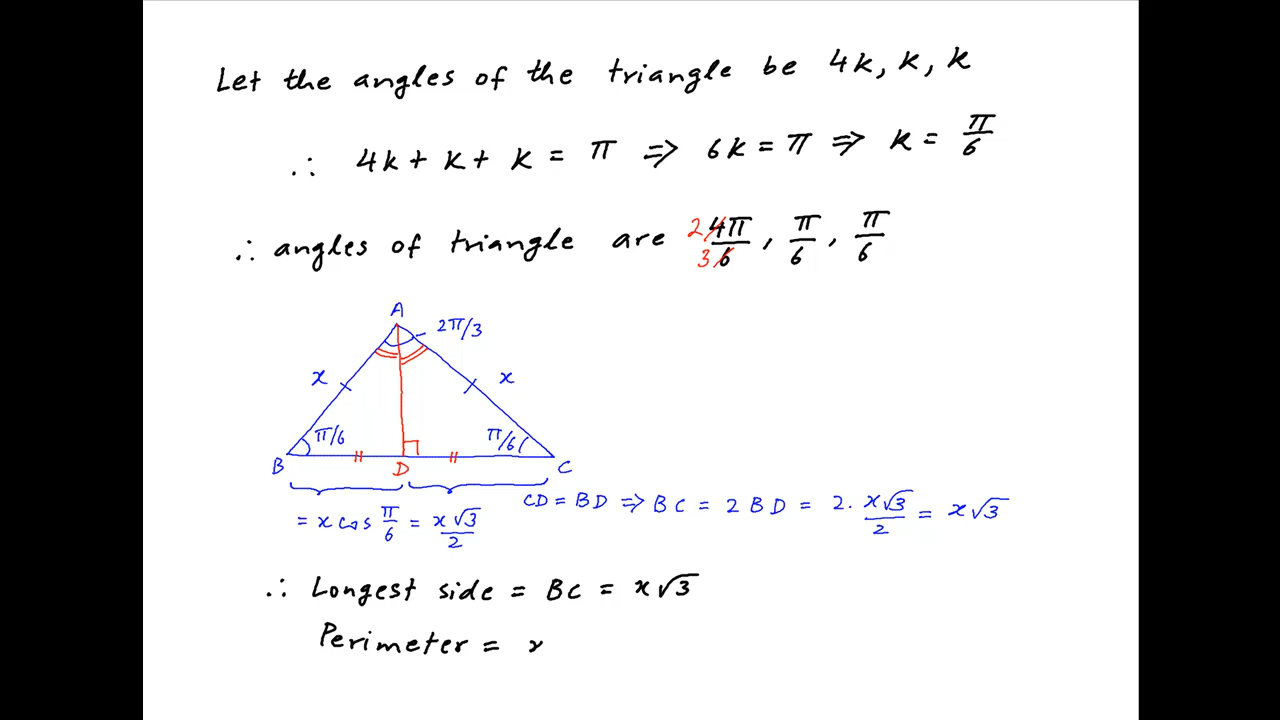 Let the angles of the triangle be 4k, k, k
∴ 4k + k + k = π ⇒ 6k = π ⇒ k = π/6
∴ angles of triangle are 2 4π/3 6, π/6, π/6
A
2π/3
x x
π/6 π/6
B D C
CD = BD ⇒ BC = 2 BD = 2. x√3/2 = x√3
= x cos π/6 = x√3/2
∴ Longest side = BC = x√3
Perimeter = x